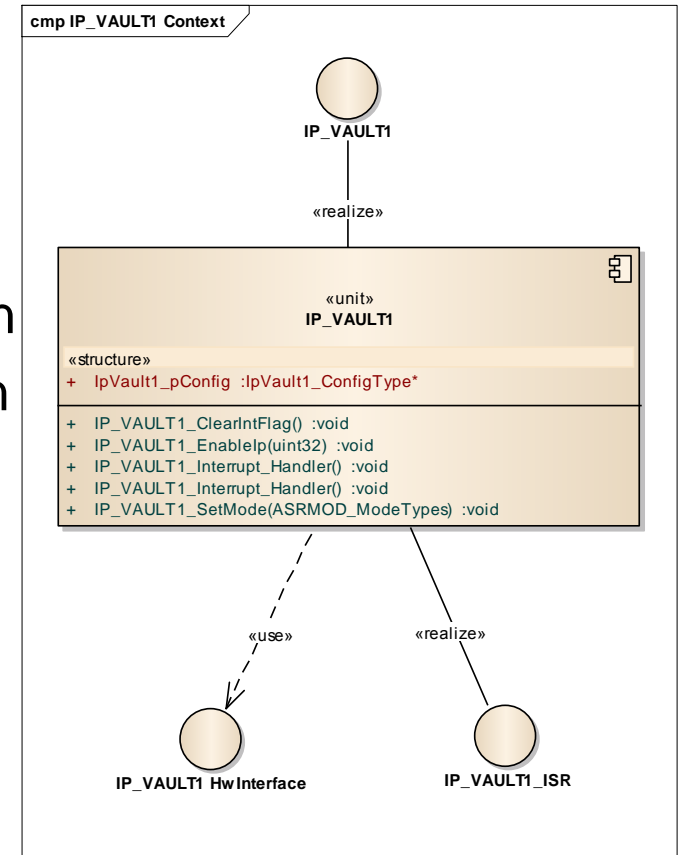 cmp IP_VAULT1 Context
IP_VAULT1
«realize»
«unit»
IP_VAULT1
«structure»
+ IpVault1_pConfig :IpVault1_ConfigType*
+ IP_VAULT1_ClearIntFlag() :void
+ IP_VAULT1_EnableIp(uint32) :void
+ IP_VAULT1_Interrupt_Handler() :void
+ IP_VAULT1_Interrupt_Handler() :void
+ IP_VAULT1_SetMode(ASRMOD_ModeTypes) :void
«use»
«realize»
IP_VAULT1 HwInterface
IP_VAULT1_ISR